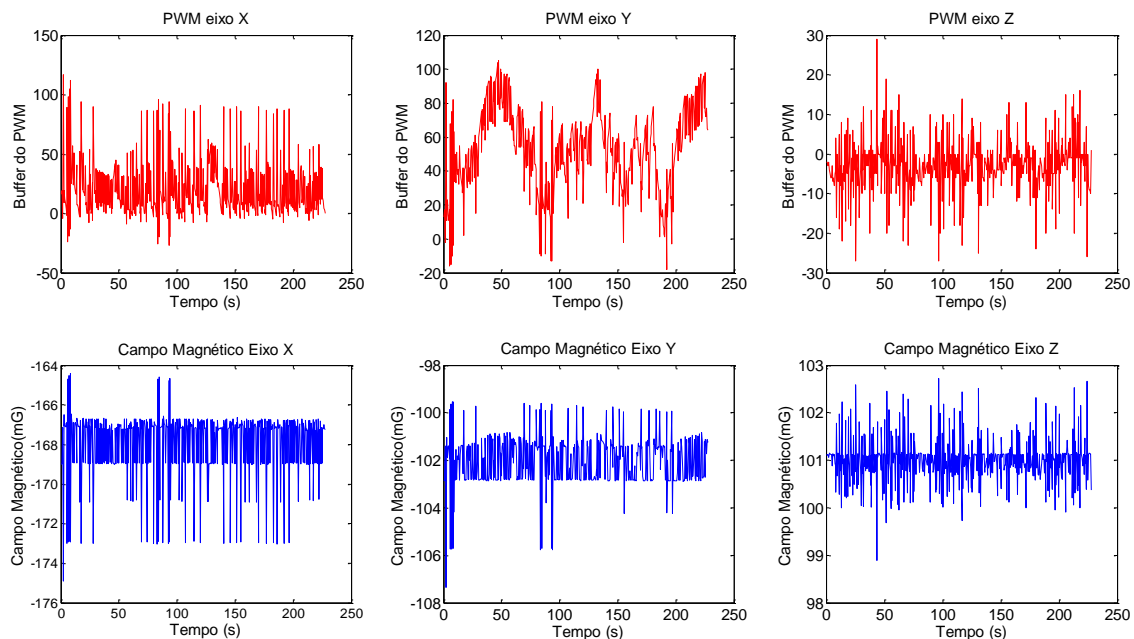 PWM eixo X
PWM eixo Y
PWM eixo Z
150
100
50
0
-50
Buffer do PWM
0 50 100 150 200 250
Tempo (s)
120
100
80
60
40
20
0
-20
Buffer do PWM
0 50 100 150 200 250
Tempo (s)
30
20
10
0
-10
-20
-30
Buffer do PWM
0 50 100 150 200 250
Tempo (s)
Campo Magnético Eixo X
Campo Magnético Eixo Y
Campo Magnético Eixo Z
-164
-166
-168
-170
-172
-174
-176
Campo Magnético(mG)
0 50 100 150 200 250
Tempo (s)
-98
-100
-102
-104
-106
-108
Campo Magnético(mG)
0 50 100 150 200 250
Tempo (s)
103
102
101
100
99
98
Campo Magnético(mG)
0 50 100 150 200 250
Tempo (s)